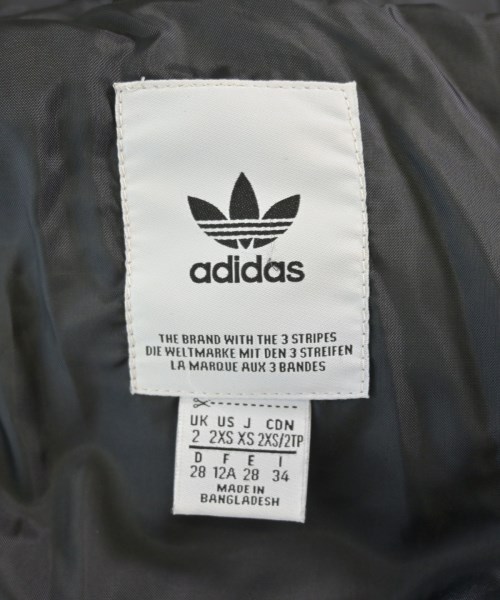 adidas
THE BRAND WITH THE 3 STRIPES
DIE WELTMARKE MIT DEN 3 STREIFEN
LA MARQUE AUX 3 BANDES
UK US J CDN
2 2XS XS 2XS/2TP
D F E I
28 12A 28 34
MADE IN
BANGLADESH